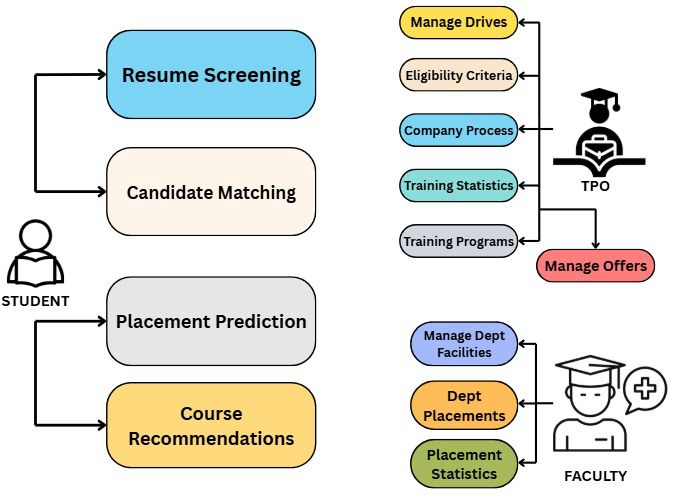 Resume Screening
Candidate Matching
STUDENT
Placement Prediction
Course
Recommendations
Manage Drives
Eligibility Criteria
Company Process
Training Statistics
Training Programs
TPO
Manage Offers
Manage Dept
Facilities
Dept
Placements
Placement
Statistics
FACULTY